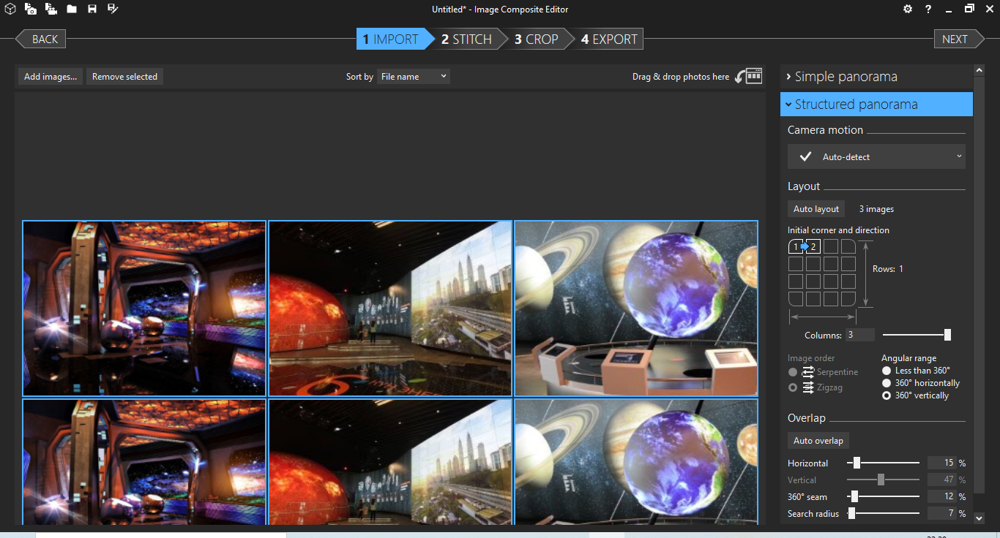 Untitled* - Image Composite Editor
?
BACK
1 IMPORT
2 STITCH
3 CROP
4 EXPORT
NEXT
Add images...
Remove selected
Sort by
File name
Drag & drop photos here
Simple panorama
Structured panorama
Camera motion
Auto-detect
Layout
Auto layout
3 images
Initial corner and direction
1 2
Rows: 1
Columns: 3
Image order
Serpentine
Zigzag
Angular range
Less than 360°
360° horizontally
360° vertically
Overlap
Auto overlap
Horizontal 15 %
Vertical 47 %
360° seam 12 %
Search radius 7 %